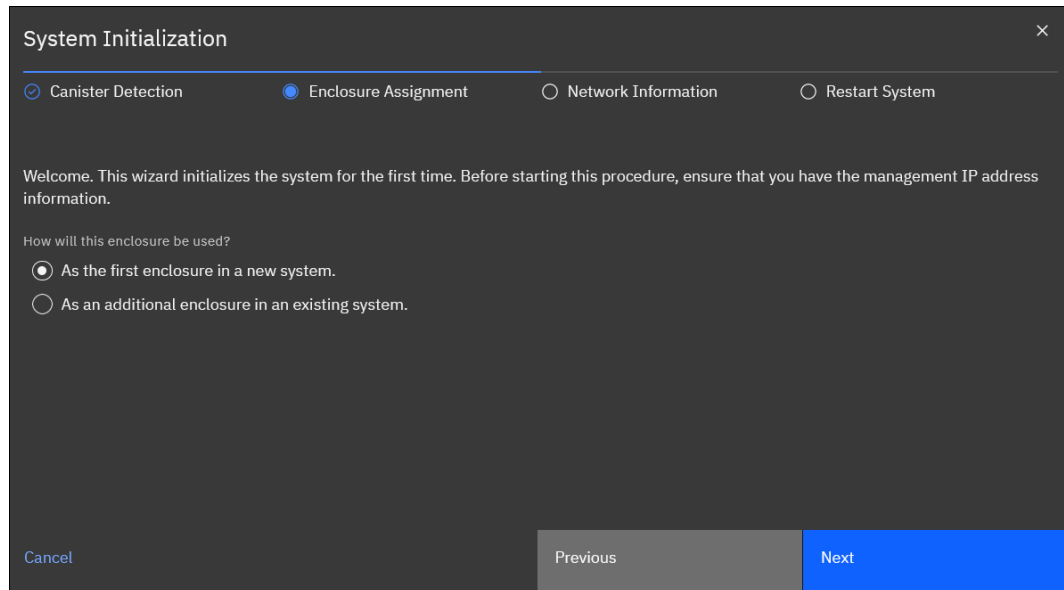 System Initialization
Canister Detection
Enclosure Assignment
Network Information
Restart System
Welcome. This wizard initializes the system for the first time. Before starting this procedure, ensure that you have the management IP address
information.
How will this enclosure be used?
As the first enclosure in a new system.
As an additional enclosure in an existing system.
Cancel
Previous
Next